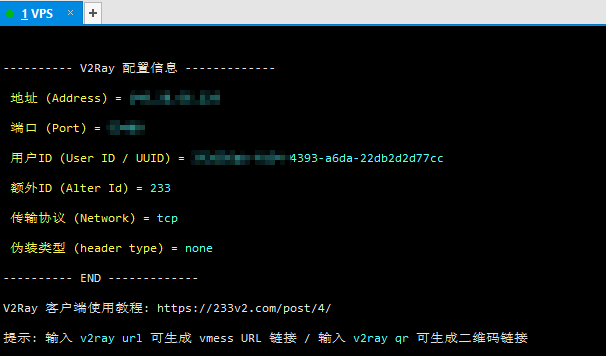 1 VPS × +
---------- V2Ray 配置信息 -------------
地址 (Address) =
端口 (Port) =
用户ID (User ID / UUID) = 4393-a6da-22db2d2d77cc
额外ID (Alter Id) = 233
传输协议 (Network) = tcp
伪装类型 (header type) = none
---------- END -------------
V2Ray 客户端使用教程: https://233v2.com/post/4/
提示: 输入 v2ray url 可生成 vmess URL 链接 / 输入 v2ray qr 可生成二维码链接